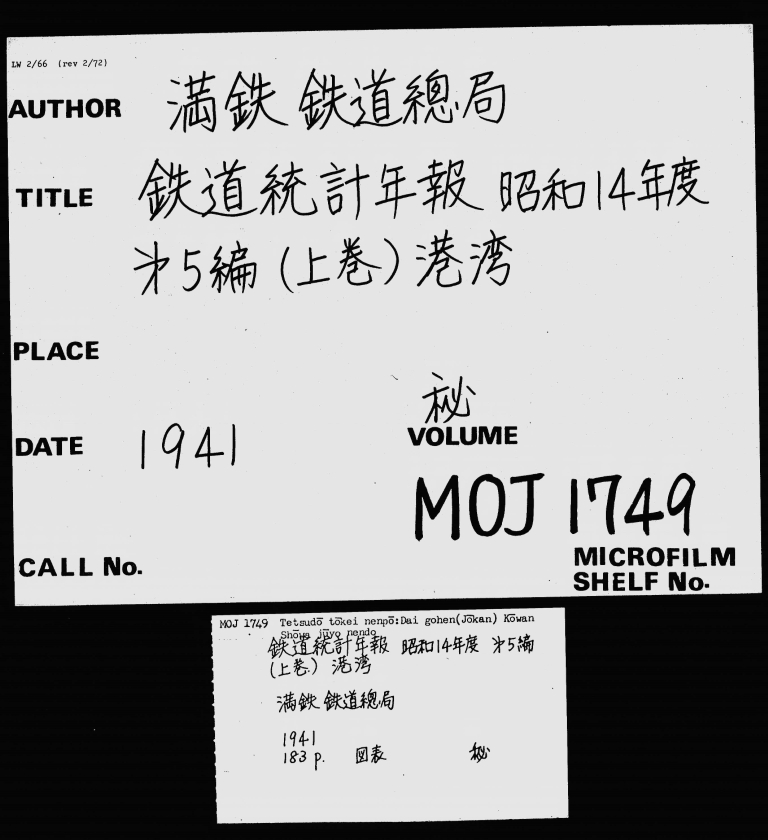 LW 2/66 (rev 2/72)
AUTHOR 満鉄 鉄道總局
TITLE 鉄道統計年報 昭和14年度
㐧5編(上巻)港湾
PLACE
秘
DATE 1941 VOLUME
MOJ 1749
CALL No. MICROFILM
SHELF No.
MOJ 1749 Tetsudō tōkei nenpō:Dai gohen(Jōkan) Kōwan
Shōwa jūyo nendo
鉄道統計年報 昭和14年度 㐧5編
(上巻) 港湾
満鉄 鉄道總局
1941
183 p. 図表 秘